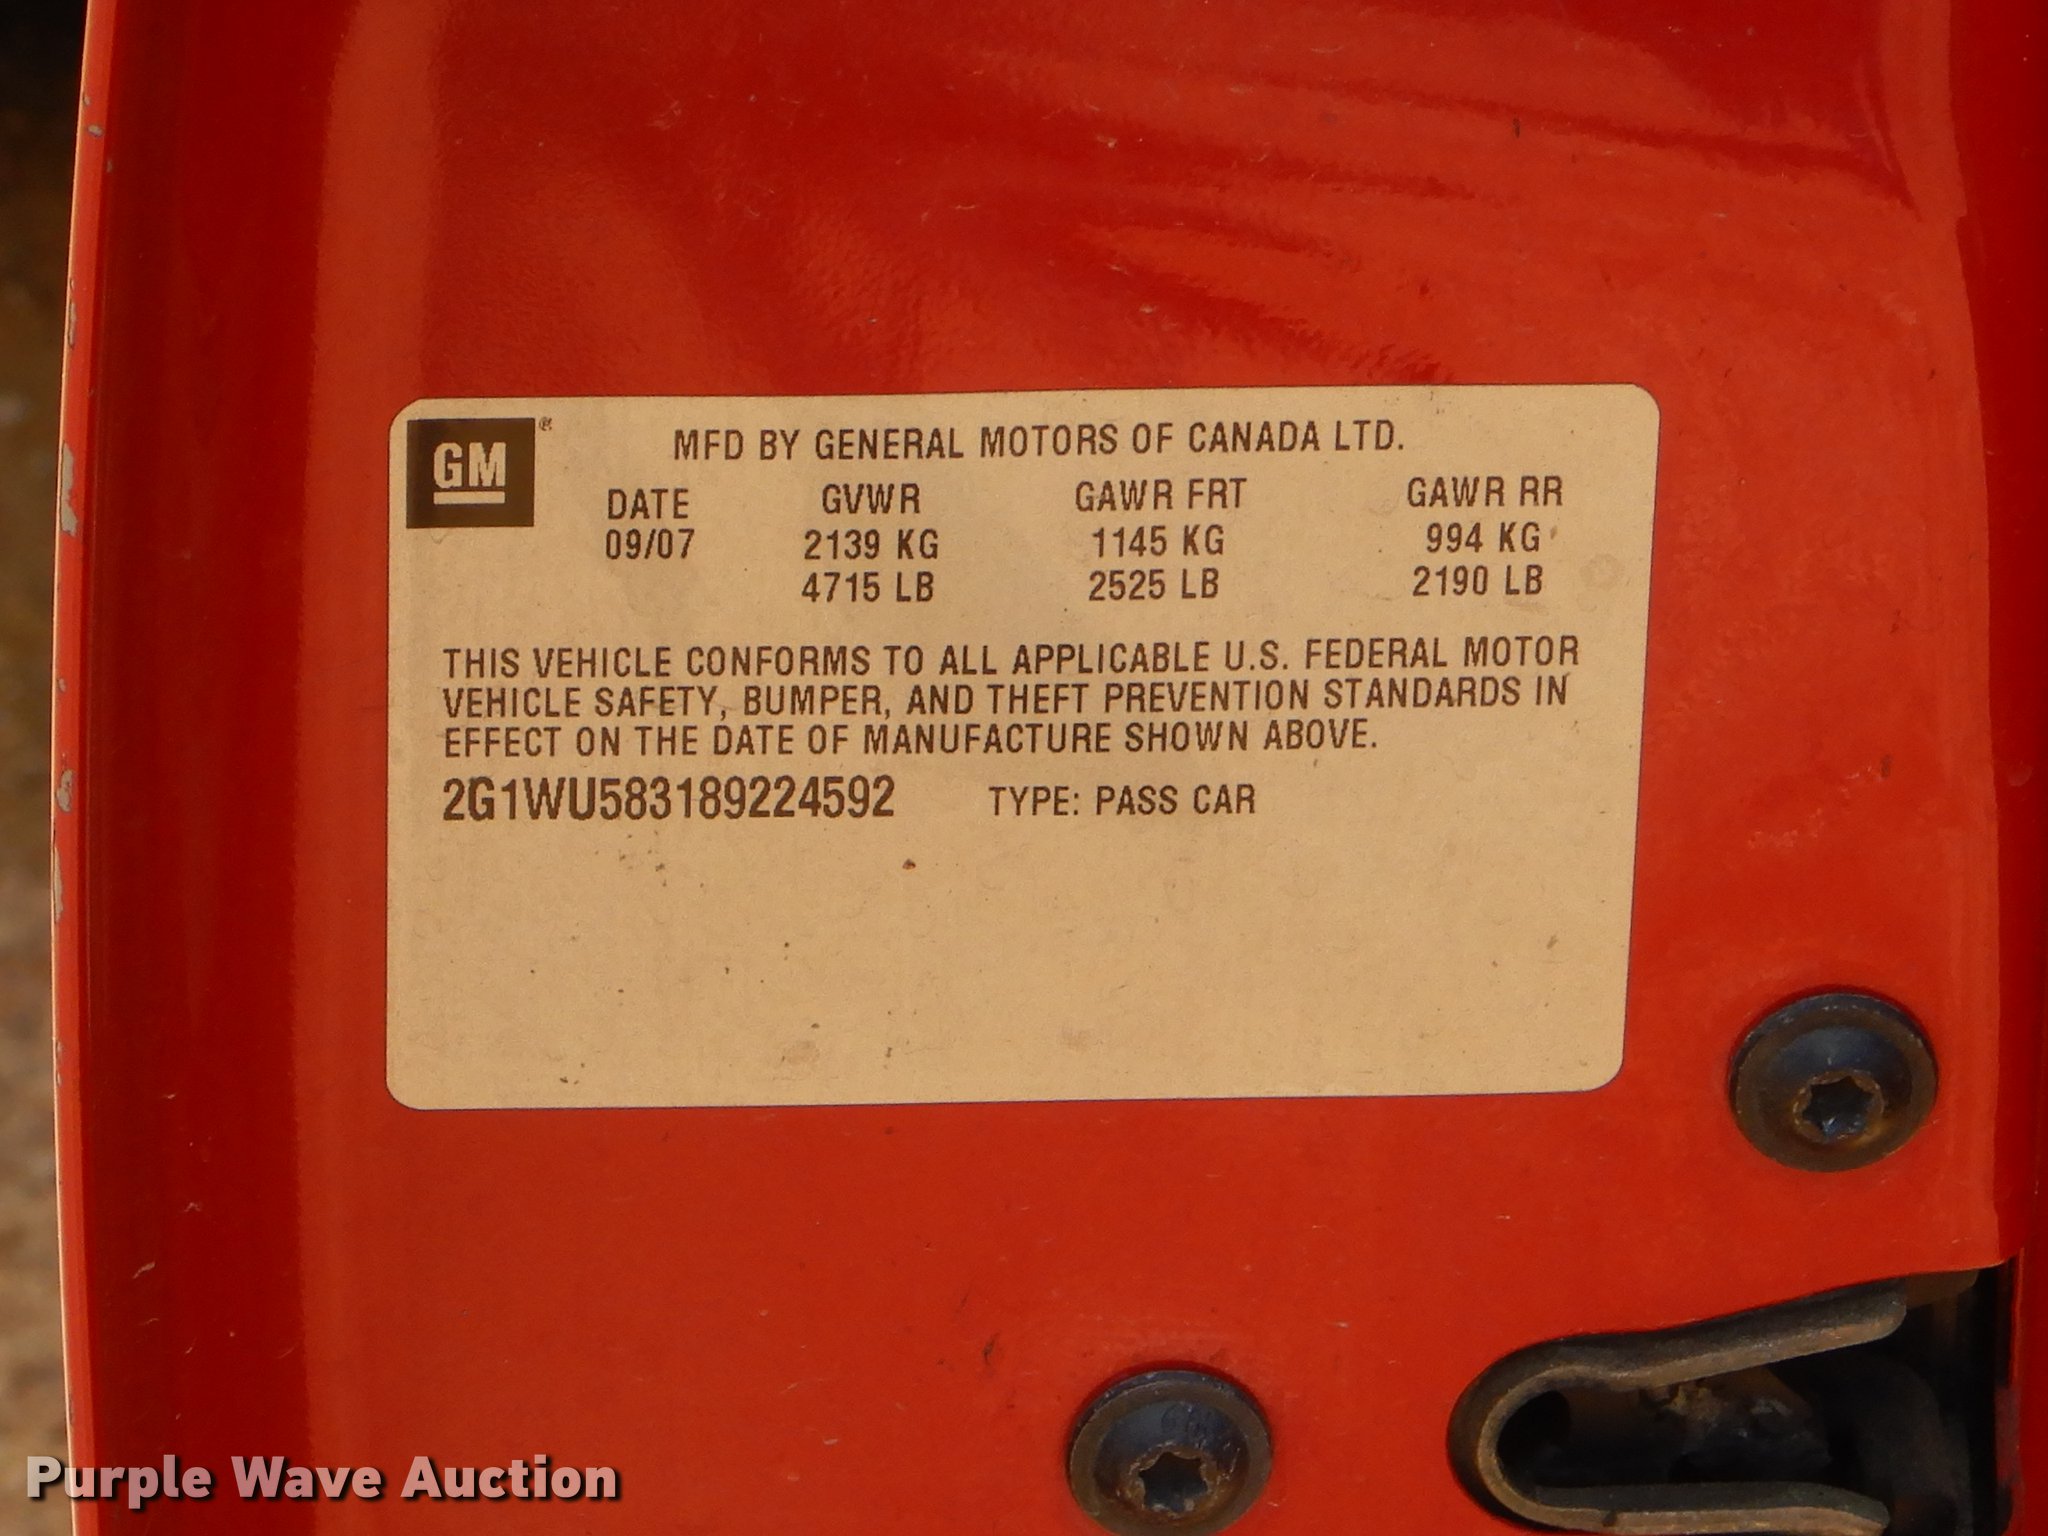 GM®
MFD BY GENERAL MOTORS OF CANADA LTD.
DATE GVWR GAWR FRT GAWR RR
09/07 2139 KG 1145 KG 994 KG
4715 LB 2525 LB 2190 LB
THIS VEHICLE CONFORMS TO ALL APPLICABLE U.S. FEDERAL MOTOR
VEHICLE SAFETY, BUMPER, AND THEFT PREVENTION STANDARDS IN
EFFECT ON THE DATE OF MANUFACTURE SHOWN ABOVE.
2G1WU583189224592 TYPE: PASS CAR
Purple Wave Auction